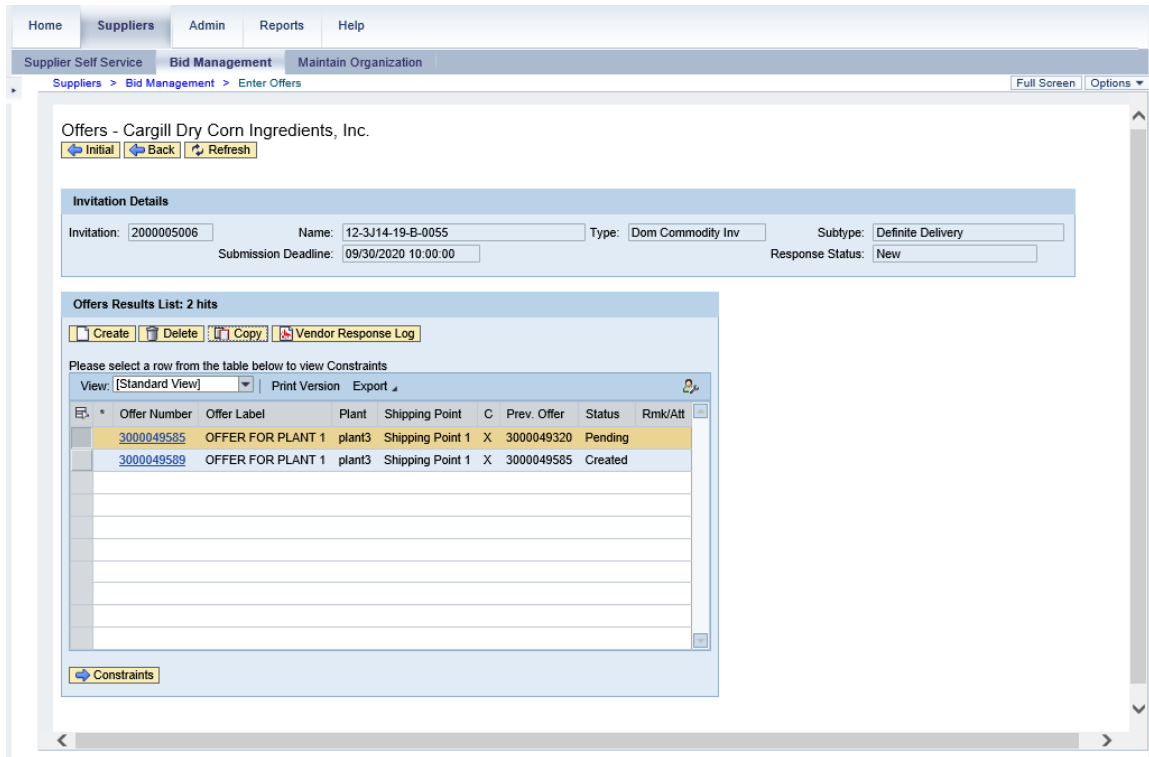 Home Suppliers Admin Reports Help
Supplier Self Service Bid Management Maintain Organization
Suppliers > Bid Management > Enter Offers Full Screen Options
Offers - Cargill Dry Corn Ingredients, Inc.
Initial Back Refresh
Invitation Details
Invitation: 2000005006 Name: 12-3J14-19-B-0055 Type: Dom Commodity Inv Subtype: Definite Delivery
Submission Deadline: 09/30/2020 10:00:00 Response Status: New
Offers Results List: 2 hits
Create Delete Copy Vendor Response Log
Please select a row from the table below to view Constraints
View: [Standard View] Print Version Export
* Offer Number Offer Label Plant Shipping Point C Prev. Offer Status Rmk/Att
3000049585 OFFER FOR PLANT 1 plant3 Shipping Point 1 X 3000049320 Pending
3000049589 OFFER FOR PLANT 1 plant3 Shipping Point 1 X 3000049585 Created
Constraints